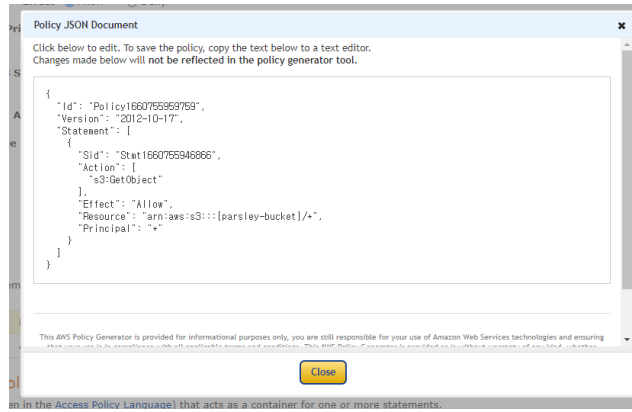 Policy JSON Document
Click below to edit. To save the policy, copy the text below to a text editor.
Changes made below will not be reflected in the policy generator tool.
{
"Id": "Policy1660755959759",
"Version": "2012-10-17",
"Statement": [
{
"Sid": "Stmt1660755946866",
"Action": [
"s3:GetObject"
],
"Effect": "Allow",
"Resource": "arn:aws:s3:::[parsley-bucket]/*",
"Principal": "*"
}
]
}
This AWS Policy Generator is provided for informational purposes only, you are still responsible for your use of Amazon Web Services technologies and ensuring
Close
en in the Access Policy Language) that acts as a container for one or more statements.